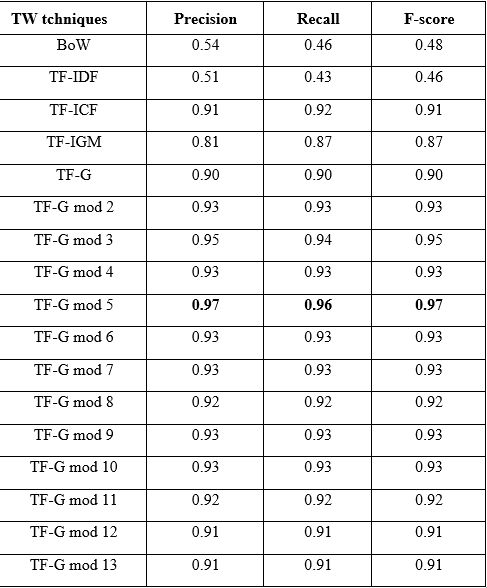 TW tchniques Precision Recall F-score
BoW 0.54 0.46 0.48
TF-IDF 0.51 0.43 0.46
TF-ICF 0.91 0.92 0.91
TF-IGM 0.81 0.87 0.87
TF-G 0.90 0.90 0.90
TF-G mod 2 0.93 0.93 0.93
TF-G mod 3 0.95 0.94 0.95
TF-G mod 4 0.93 0.93 0.93
TF-G mod 5 0.97 0.96 0.97
TF-G mod 6 0.93 0.93 0.93
TF-G mod 7 0.93 0.93 0.93
TF-G mod 8 0.92 0.92 0.92
TF-G mod 9 0.93 0.93 0.93
TF-G mod 10 0.93 0.93 0.93
TF-G mod 11 0.92 0.92 0.92
TF-G mod 12 0.91 0.91 0.91
TF-G mod 13 0.91 0.91 0.91